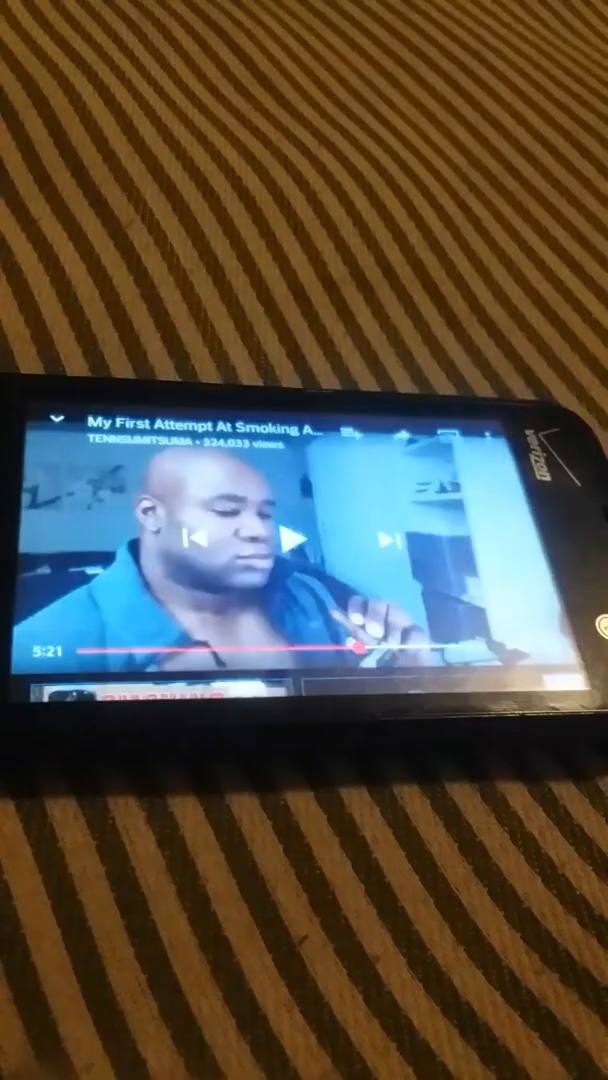 My First Attempt At Smoking A...
TENNSUMITSUMA • 324,033 views
verizon
5:21